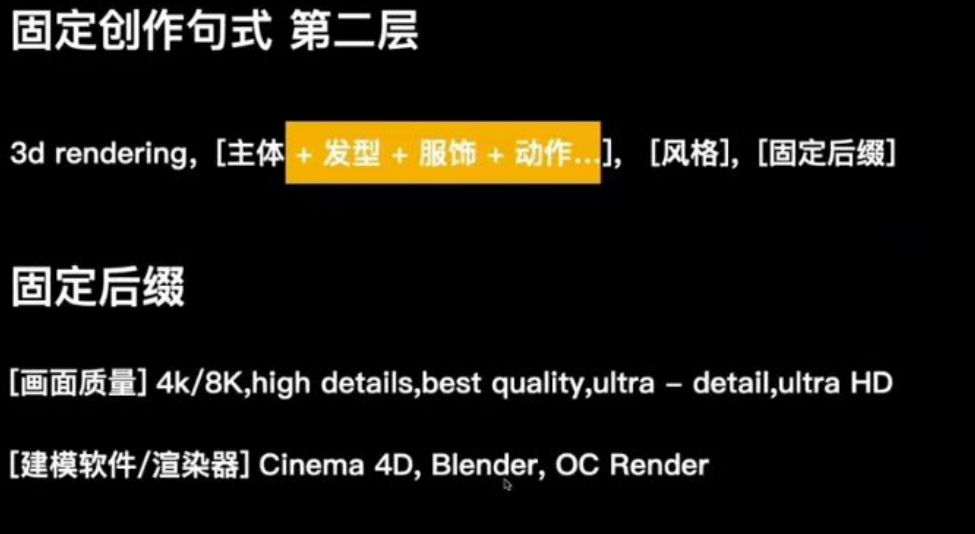 固定创作句式 第二层
3d rendering, [主体 + 发型 + 服饰 + 动作...], [风格], [固定后缀]
固定后缀
[画面质量] 4k/8K,high details,best quality,ultra – detail,ultra HD
[建模软件/渲染器] Cinema 4D, Blender, OC Render